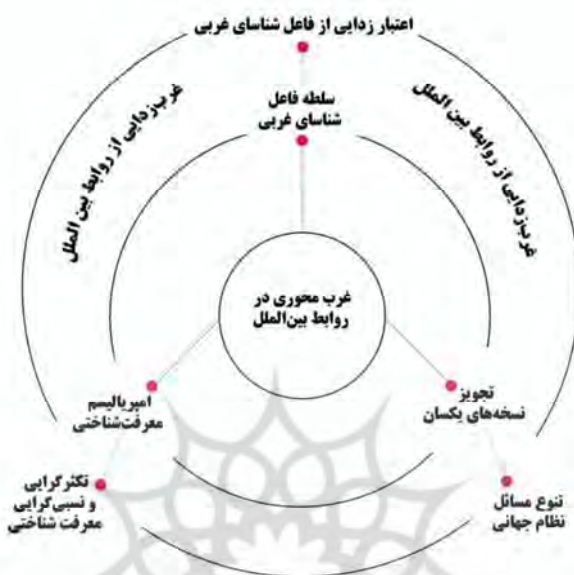 اعتبار زدایی از فاعل شناسای غربی
غرب‌زدایی از روابط بین الملل
سلطه فاعل
شناسای غربی
غرب‌زدایی از روابط بین الملل
غرب محوری در
روابط بین‌الملل
تجویز
نسخه‌های یکسان
امپریالیسم
معرفت‌شناختی
تنوع مسائل
نظام جهانی
تکثرگرایی
و نسبی‌گرایی
معرفت شناختی